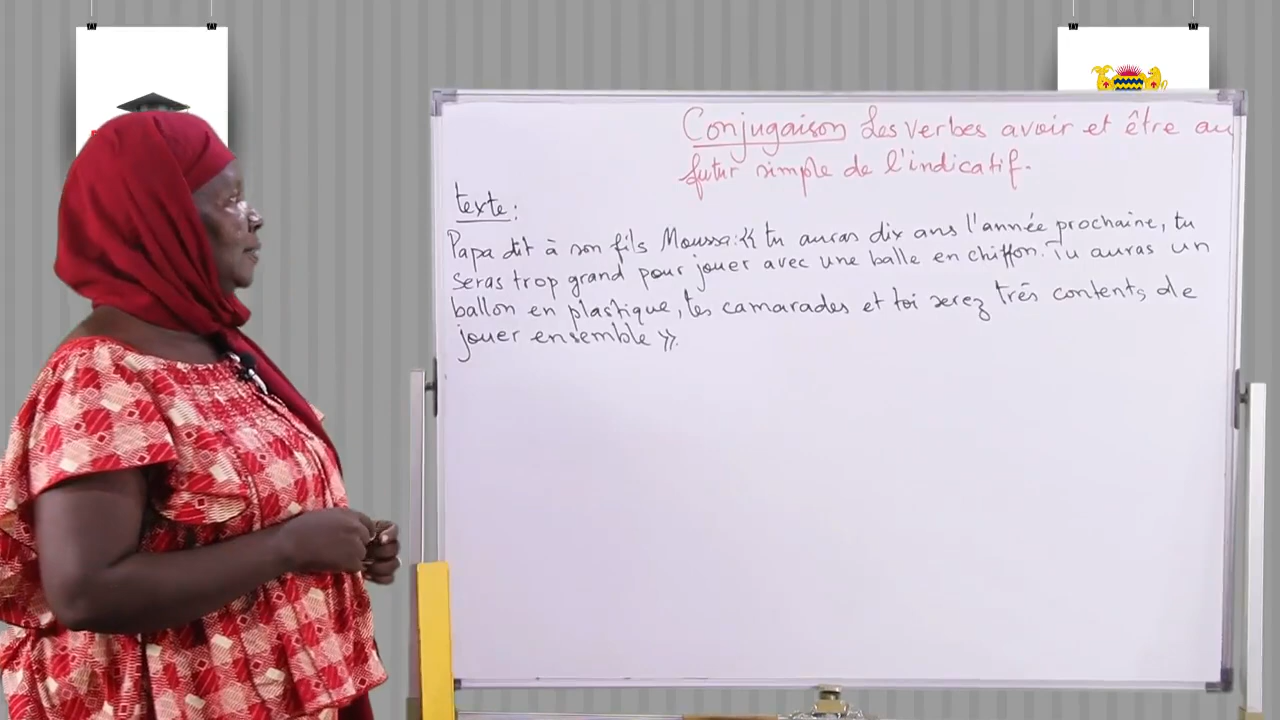 Conjugaison des verbes avoir et être au
futur simple de l'indicatif.
texte :
Papa dit à son fils Moussa : « tu auras dix ans l'année prochaine, tu
seras trop grand pour jouer avec une balle en chiffon. Tu auras un
ballon en plastique, tes camarades et toi serez trés contents de
jouer ensemble ».